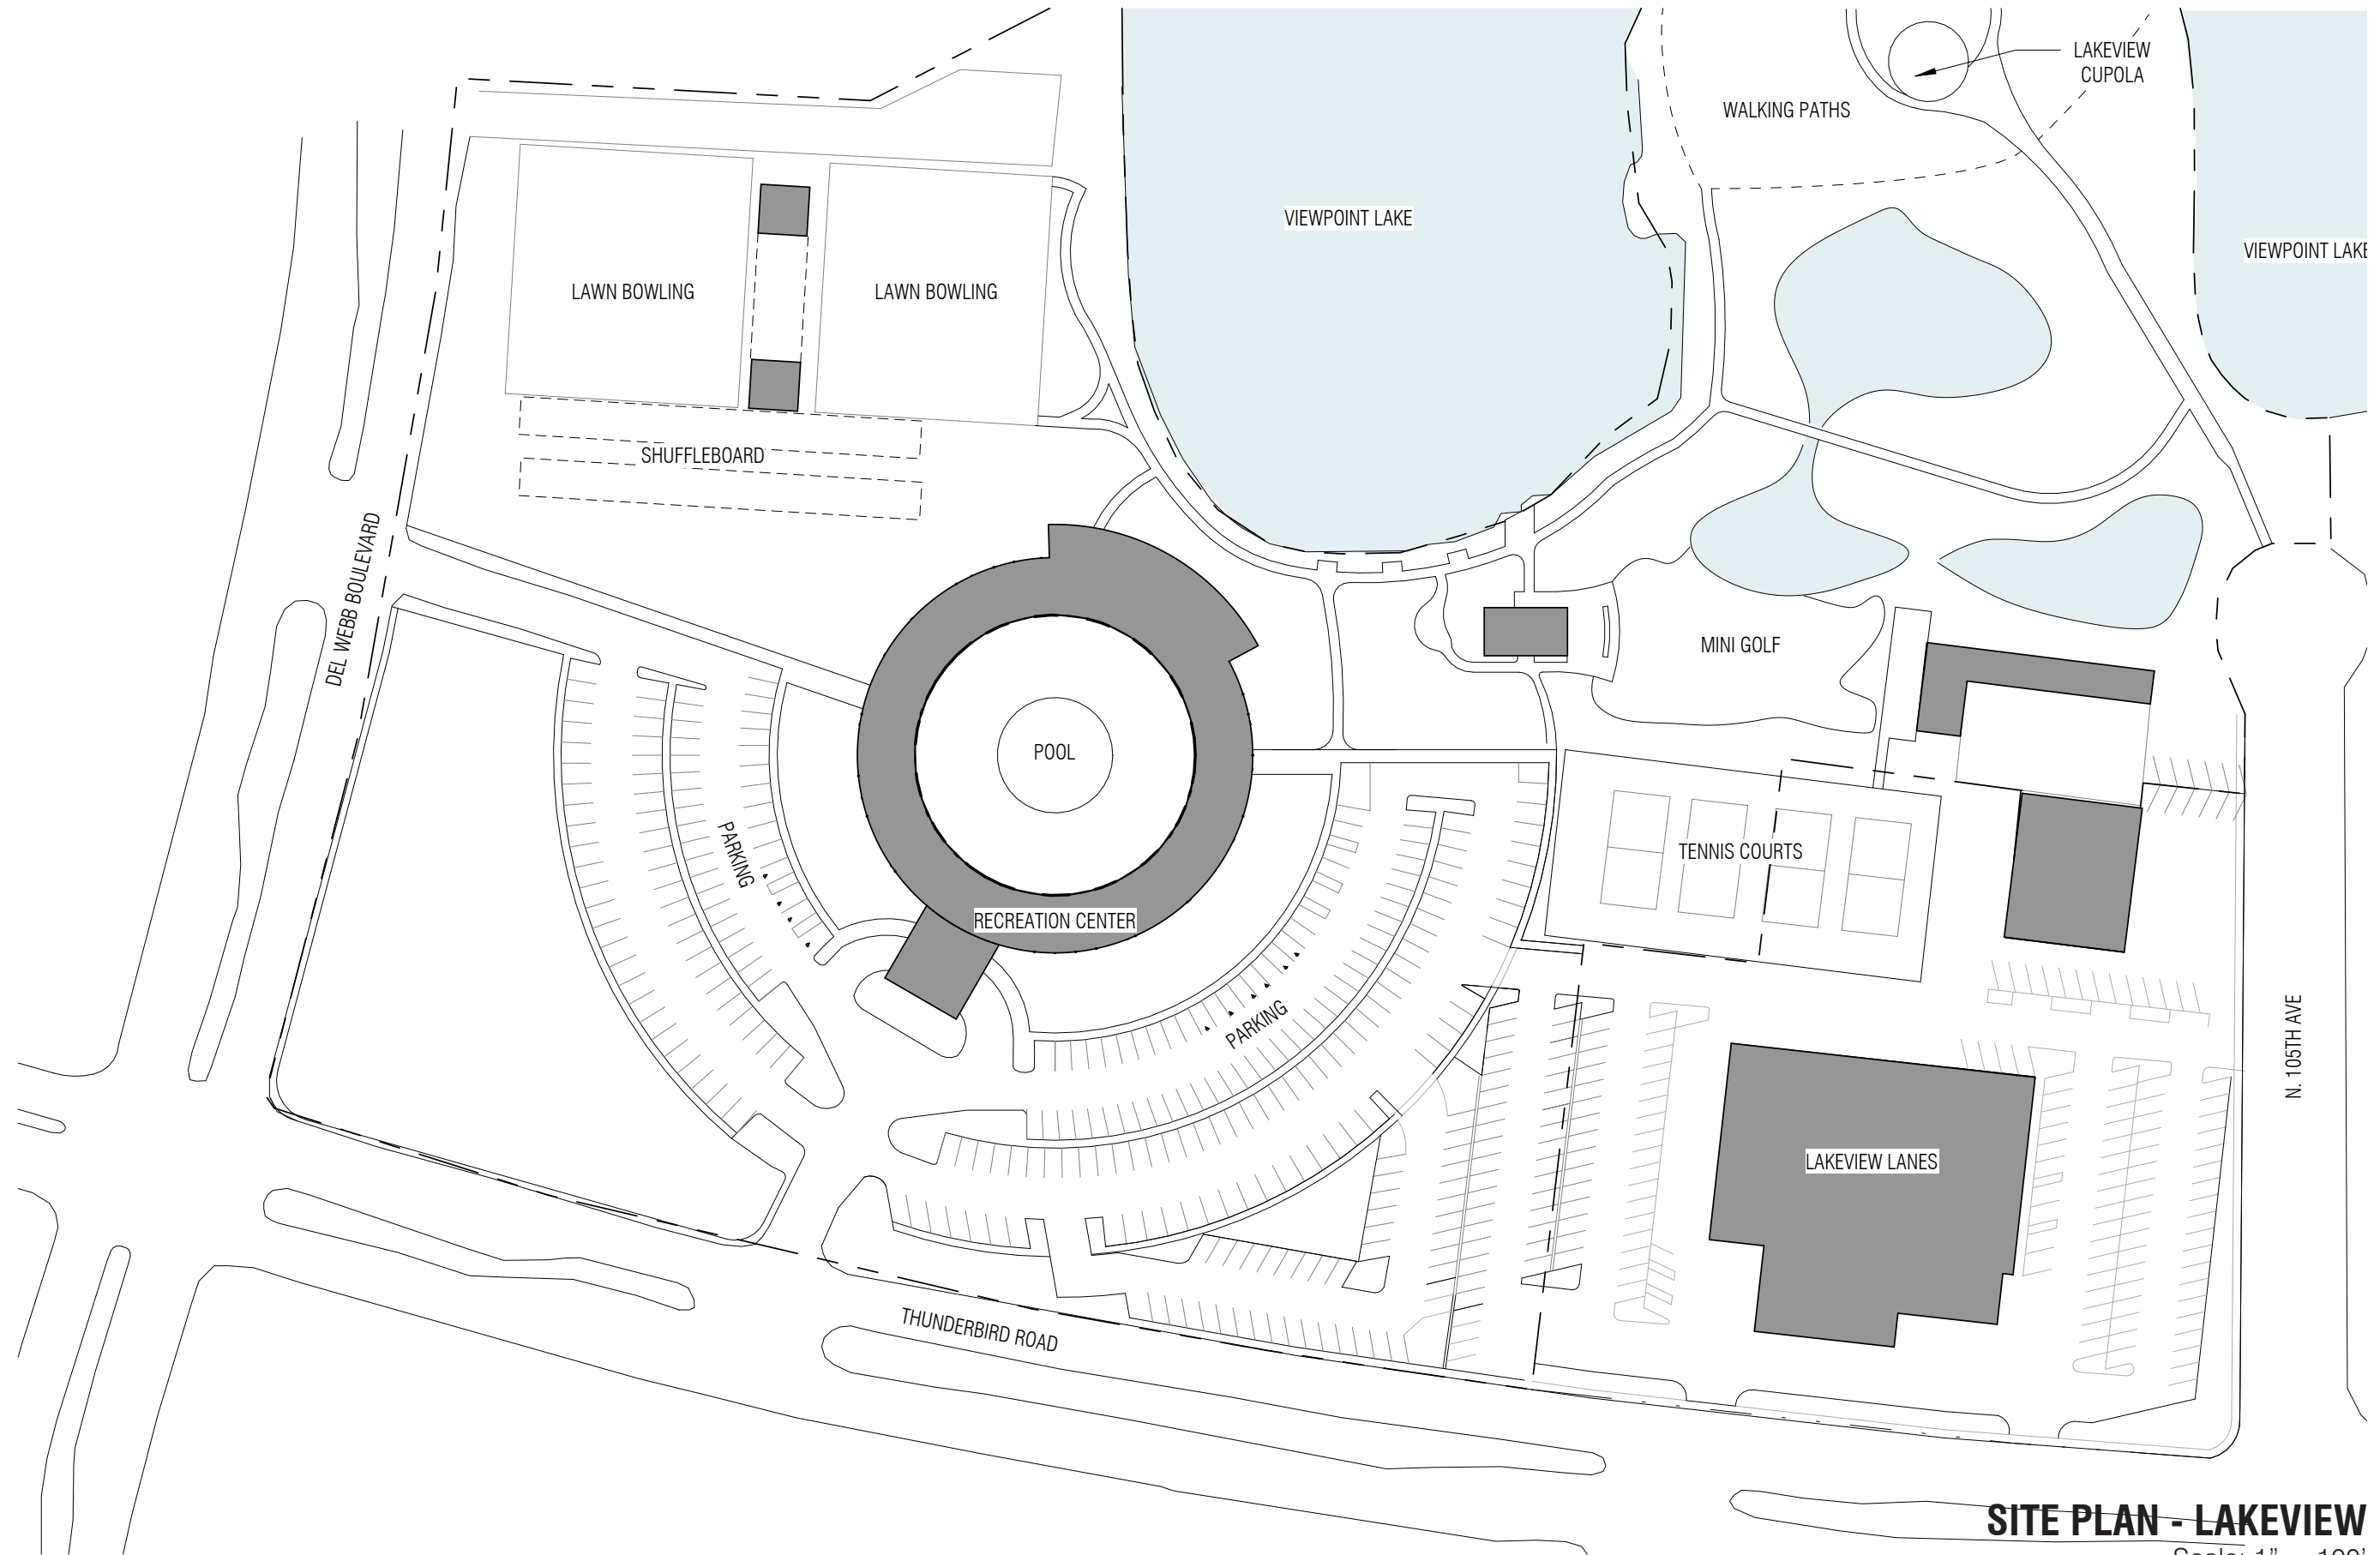 LAKEVIEW
CUPOLA
WALKING PATHS
VIEWPOINT LAKE
VIEWPOINT LAKE
LAWN BOWLING
LAWN BOWLING
SHUFFLEBOARD
DEL WEBB BOULEVARD
MINI GOLF
POOL
PARKING
TENNIS COURTS
RECREATION CENTER
PARKING
N. 105TH AVE
LAKEVIEW LANES
THUNDERBIRD ROAD
SITE PLAN - LAKEVIEW